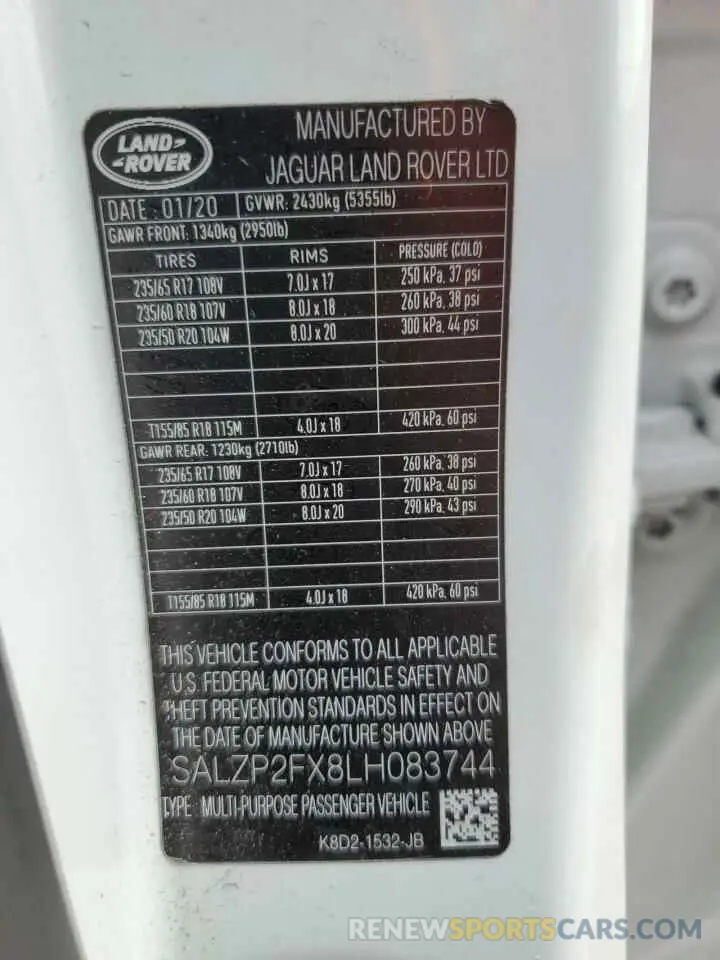 LAND ROVER
MANUFACTURED BY
JAGUAR LAND ROVER LTD
DATE : 01/20 GVWR: 2430kg (5355lb)
GAWR FRONT: 1340kg (2950lb)
TIRES RIMS PRESSURE (COLD)
235/65 R17 108V 7.0J x 17 250 kPa, 37 psi
235/60 R18 107V 8.0J x 18 260 kPa, 38 psi
235/50 R20 104W 8.0J x 20 300 kPa, 44 psi
T155/85 R18 115M 4.0J x 18 420 kPa, 60 psi
GAWR REAR: 1230kg (2710lb)
235/65 R17 108V 7.0J x 17 260 kPa, 38 psi
235/60 R18 107V 8.0J x 18 270 kPa, 40 psi
235/50 R20 104W 8.0J x 20 290 kPa, 43 psi
T155/85 R18 115M 4.0J x 18 420 kPa, 60 psi
THIS VEHICLE CONFORMS TO ALL APPLICABLE
U.S. FEDERAL MOTOR VEHICLE SAFETY AND
THEFT PREVENTION STANDARDS IN EFFECT ON
THE DATE OF MANUFACTURE SHOWN ABOVE
SALZP2FX8LH083744
TYPE: MULTI-PURPOSE PASSENGER VEHICLE
K8D2-1532-JB
RENEWSPORTSCARS.COM